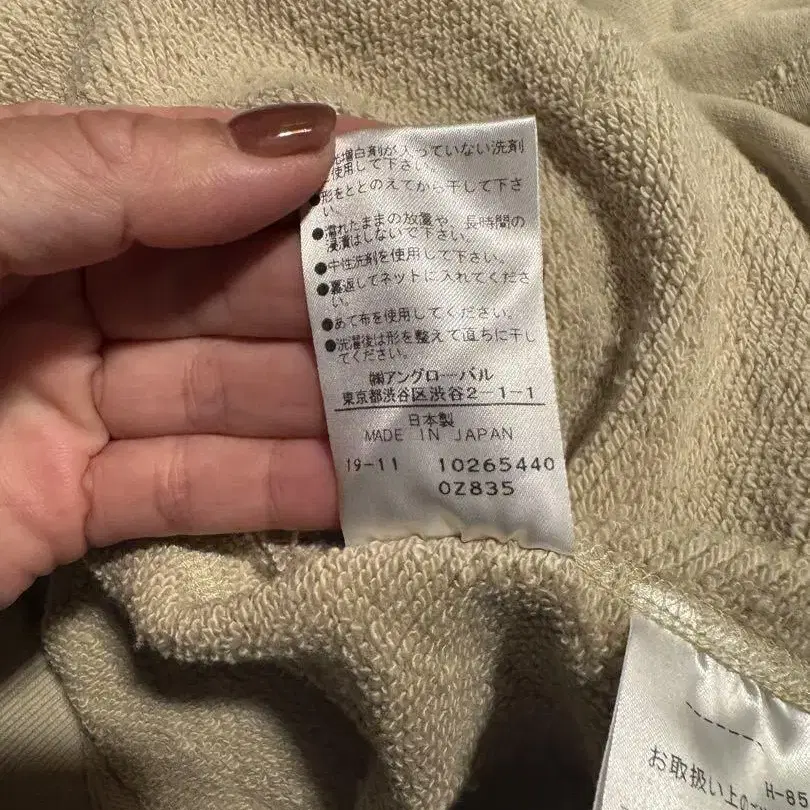 増白剤が入っていない洗剤
使用して下さい。
形をととのえてから干して下さ
い。
●濡れたままの放置や、長時間の
浸漬はしないで下さい。
●中性洗剤を使用して下さい。
●裏返してネットに入れてくださ
い。
●あて布を使用してください。
●洗濯後は形を整えて直ちに干し
てください。
㈱アングローバル
東京都渋谷区渋谷2-1-1
日本製
MADE IN JAPAN
19-11 10265440
0Z835
お取扱い上の
H-85